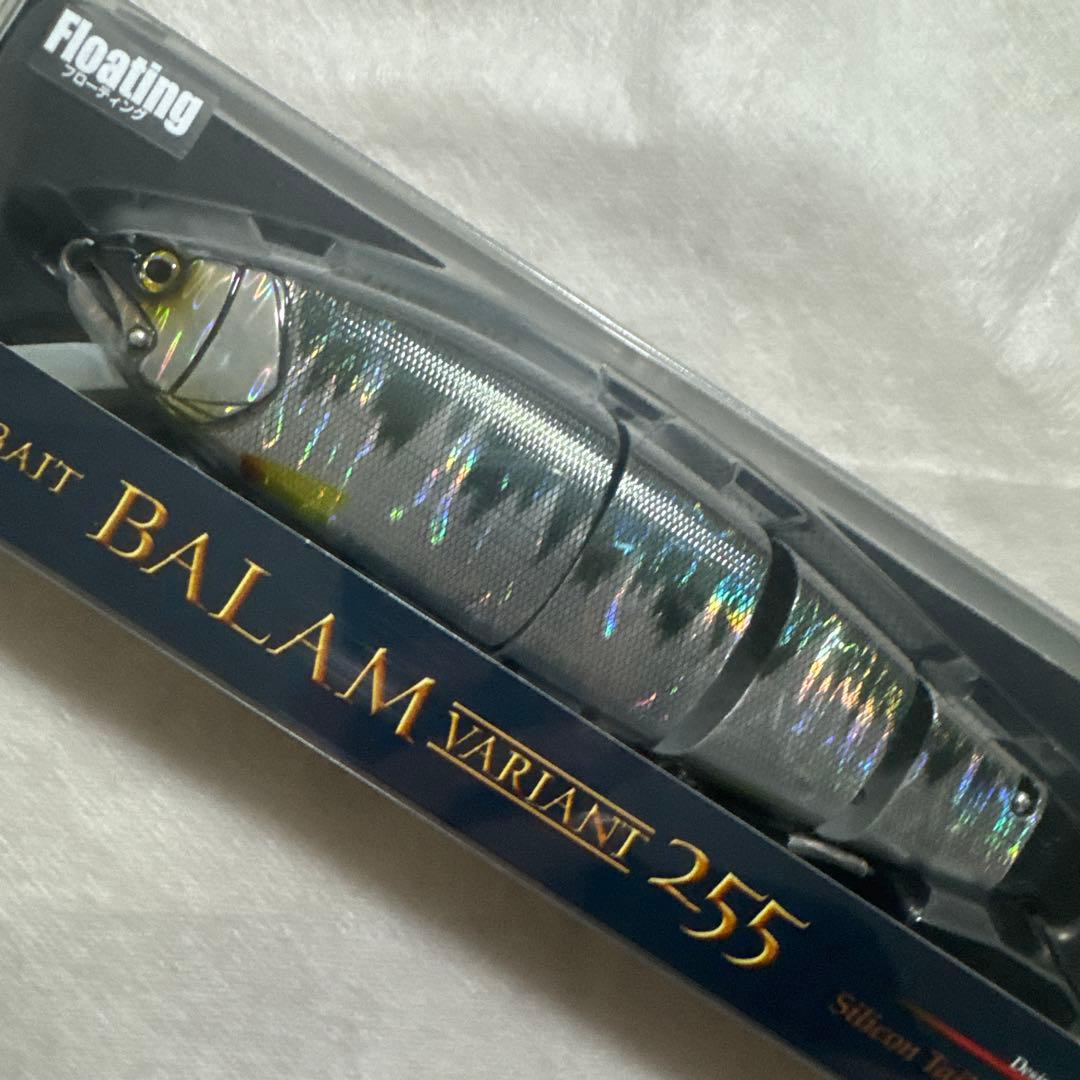 Floating
フローティング
BAIT BALAM VARIANT 255
Silicon